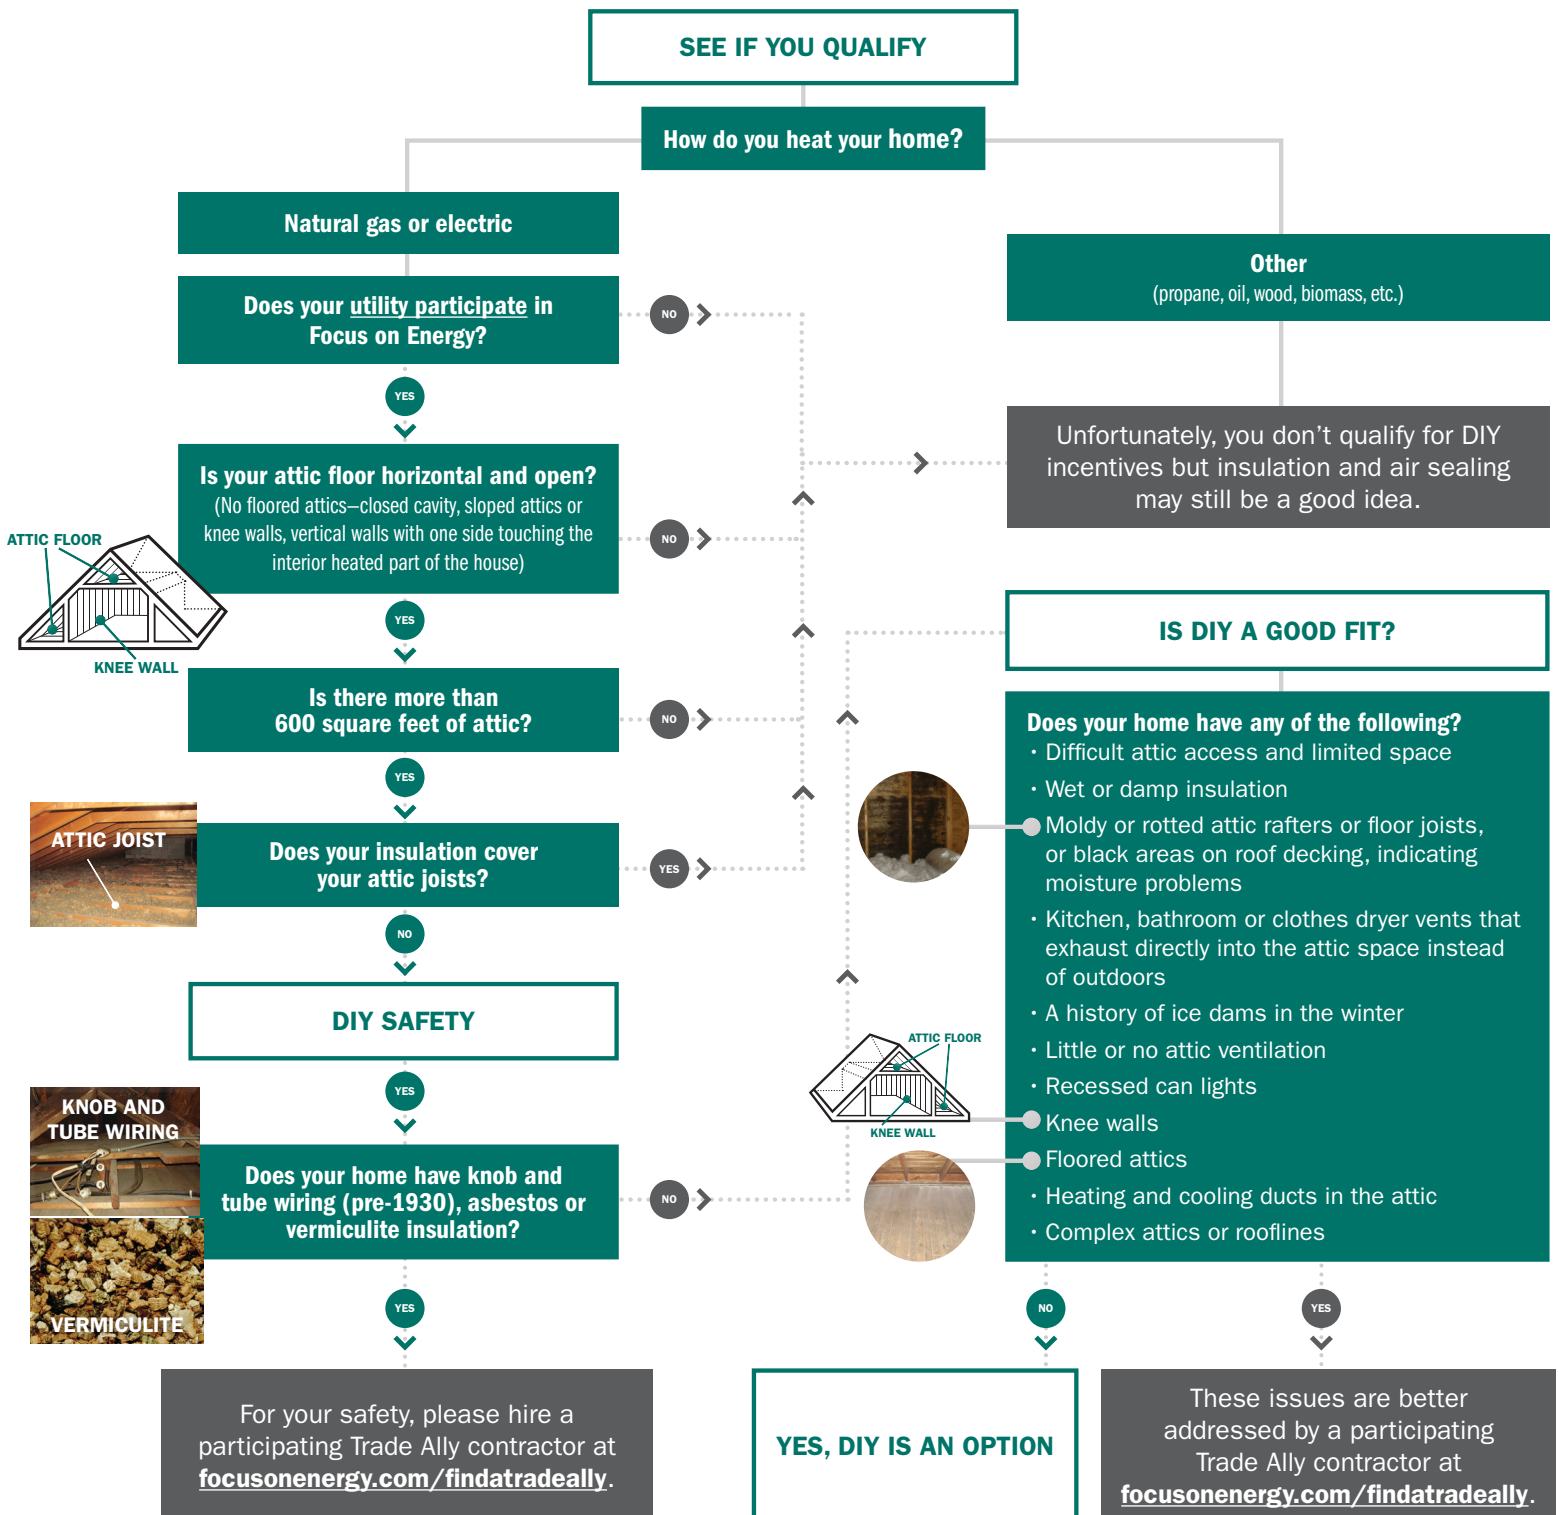 SEE IF YOU QUALIFY
How do you heat your home?
Natural gas or electric
Does your utility participate in
Focus on Energy?
NO
YES
Other
(propane, oil, wood, biomass, etc.)
Unfortunately, you don’t qualify for DIY
incentives but insulation and air sealing
may still be a good idea.
Is your attic floor horizontal and open?
(No floored attics—closed cavity, sloped attics or
knee walls, vertical walls with one side touching the
interior heated part of the house)
ATTIC FLOOR
KNEE WALL
NO
YES
Is there more than
600 square feet of attic?
NO
YES
ATTIC JOIST
Does your insulation cover
your attic joists?
YES
NO
DIY SAFETY
YES
KNOB AND
TUBE WIRING
VERMICULITE
Does your home have knob and
tube wiring (pre-1930), asbestos or
vermiculite insulation?
NO
YES
For your safety, please hire a
participating Trade Ally contractor at
focusonenergy.com/findatradeally.
IS DIY A GOOD FIT?
Does your home have any of the following?
· Difficult attic access and limited space
· Wet or damp insulation
Moldy or rotted attic rafters or floor joists,
or black areas on roof decking, indicating
moisture problems
· Kitchen, bathroom or clothes dryer vents that
exhaust directly into the attic space instead
of outdoors
· A history of ice dams in the winter
· Little or no attic ventilation
· Recessed can lights
Knee walls
Floored attics
· Heating and cooling ducts in the attic
· Complex attics or rooflines
ATTIC FLOOR
KNEE WALL
NO
YES
YES, DIY IS AN OPTION
These issues are better
addressed by a participating
Trade Ally contractor at
focusonenergy.com/findatradeally.